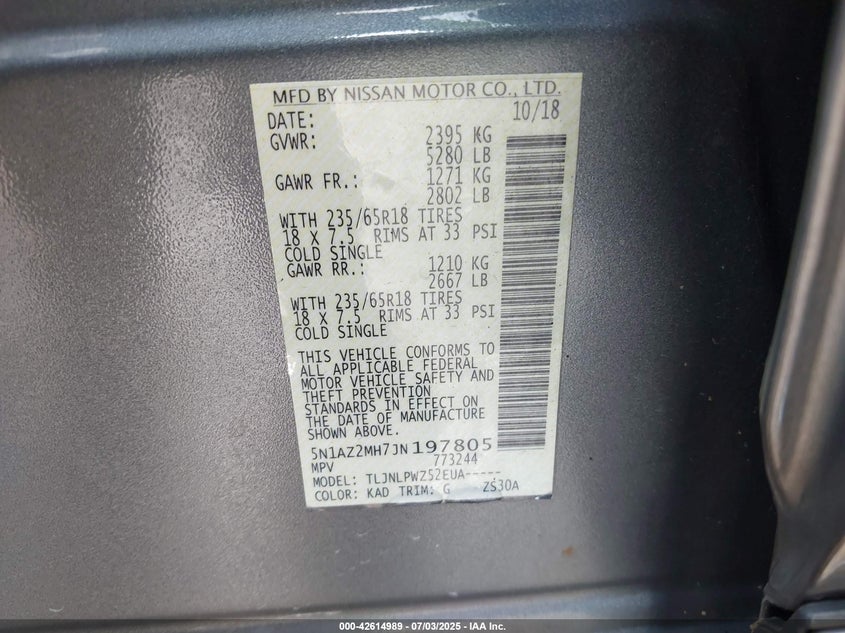 MFD BY NISSAN MOTOR CO., LTD.
DATE: 10/18
GVWR: 2395 KG
5280 LB
GAWR FR.: 1271 KG
2802 LB
WITH 235/65R18 TIRES
18 X 7.5 RIMS AT 33 PSI
COLD SINGLE
GAWR RR.: 1210 KG
2667 LB
WITH 235/65R18 TIRES
18 X 7.5 RIMS AT 33 PSI
COLD SINGLE
THIS VEHICLE CONFORMS TO
ALL APPLICABLE FEDERAL
MOTOR VEHICLE SAFETY AND
THEFT PREVENTION
STANDARDS IN EFFECT ON
THE DATE OF MANUFACTURE
SHOWN ABOVE.
5N1AZ2MH7JN197805
MPV 773244
MODEL: TLJNLPWZ52EUA-----
COLOR: KAD TRIM: G ZS30A
000-42614989 - 07/03/2025 - IAA Inc.